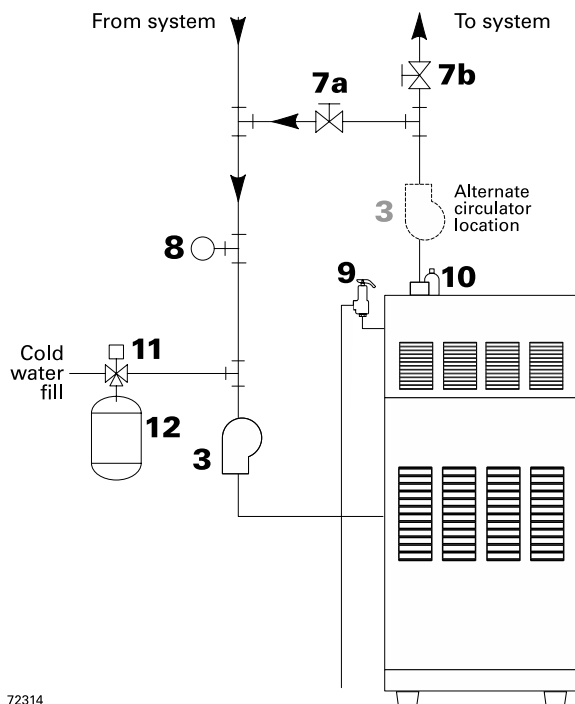 From system
To system
7a
7b
3
Alternate
circulator
location
8
9
10
Cold
water
fill
11
12
3
72314